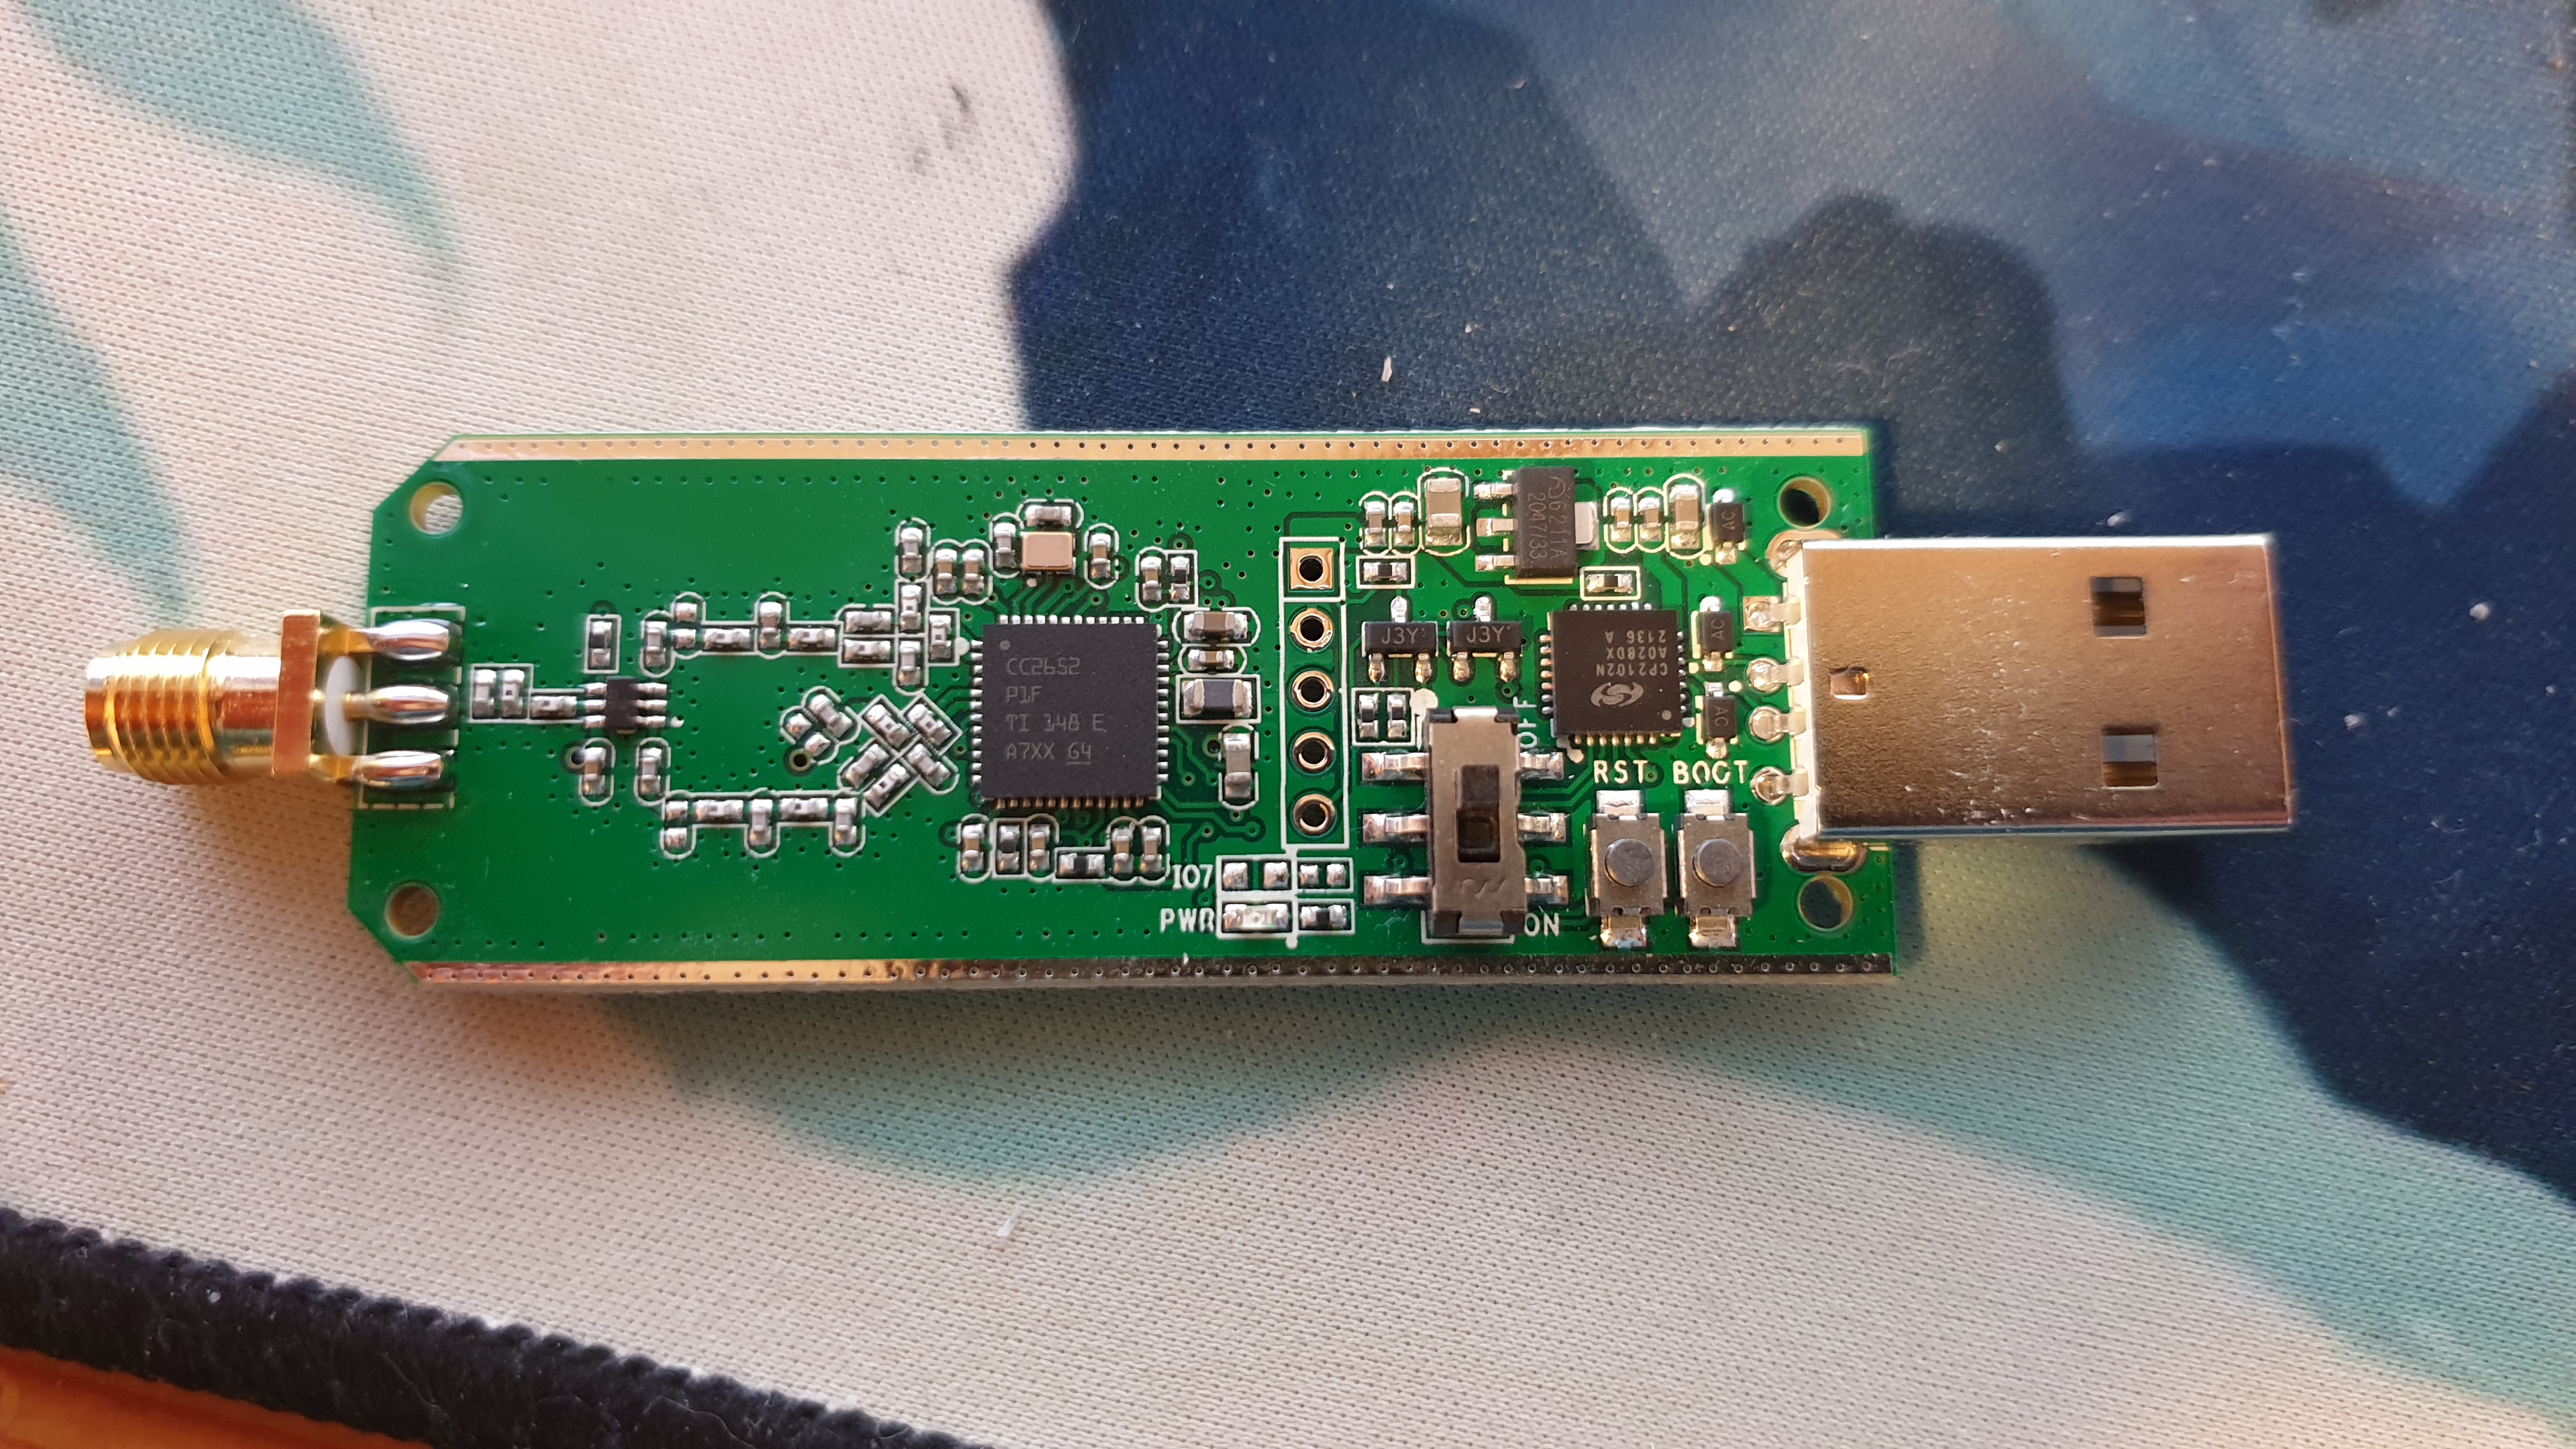 CC2652
P1F
TI 148 E
A7XX G4
J3Y
J3Y
6211A
2047/33
CP2102N
A02BDX
2136 A
AC
AC
AC
OFF
RST BOOT
IO7
PWR
ON